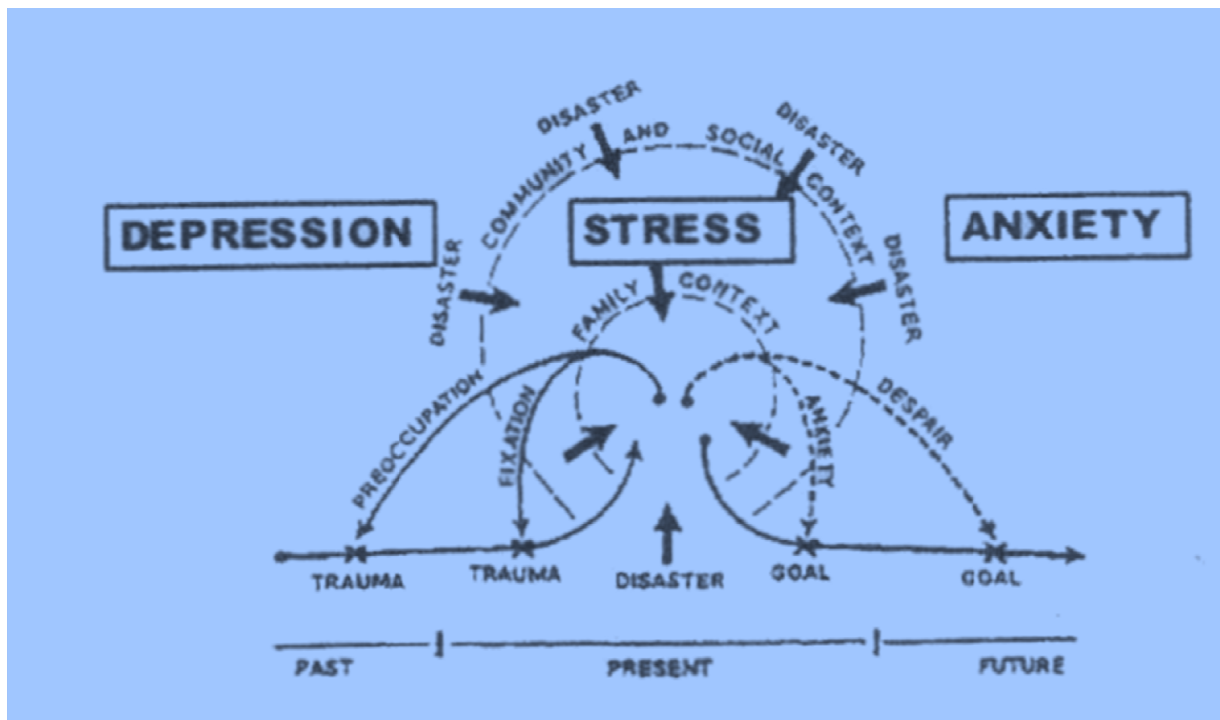 DISASTER
DISASTER
COMMUNITY AND SOCIAL CONTEXT
DEPRESSION
STRESS
ANXIETY
DISASTER
DISASTER
FAMILY CONTEXT
PREOCCUPATION
FIXATION
ANXIETY
DESPAIR
TRAUMA
TRAUMA
DISASTER
GOAL
GOAL
PAST
PRESENT
FUTURE